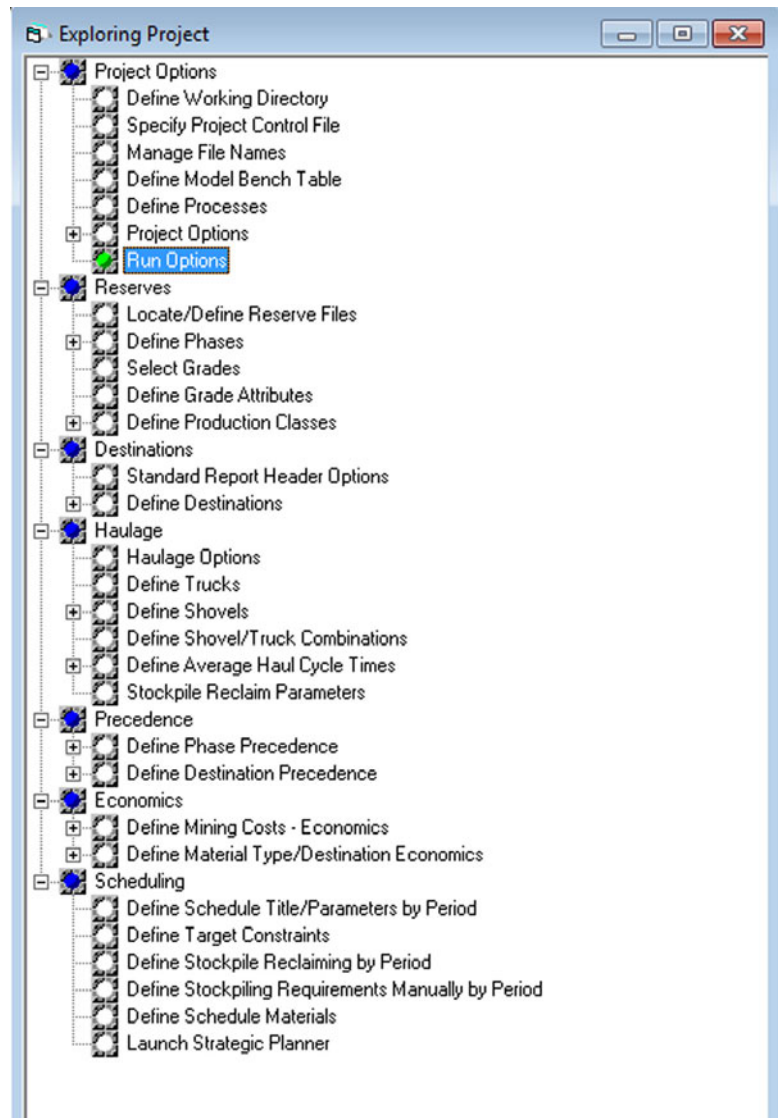 Exploring Project
Project Options
Define Working Directory
Specify Project Control File
Manage File Names
Define Model Bench Table
Define Processes
Project Options
Run Options
Reserves
Locate/Define Reserve Files
Define Phases
Select Grades
Define Grade Attributes
Define Production Classes
Destinations
Standard Report Header Options
Define Destinations
Haulage
Haulage Options
Define Trucks
Define Shovels
Define Shovel/Truck Combinations
Define Average Haul Cycle Times
Stockpile Reclaim Parameters
Precedence
Define Phase Precedence
Define Destination Precedence
Economics
Define Mining Costs - Economics
Define Material Type/Destination Economics
Scheduling
Define Schedule Title/Parameters by Period
Define Target Constraints
Define Stockpile Reclaiming by Period
Define Stockpiling Requirements Manually by Period
Define Schedule Materials
Launch Strategic Planner